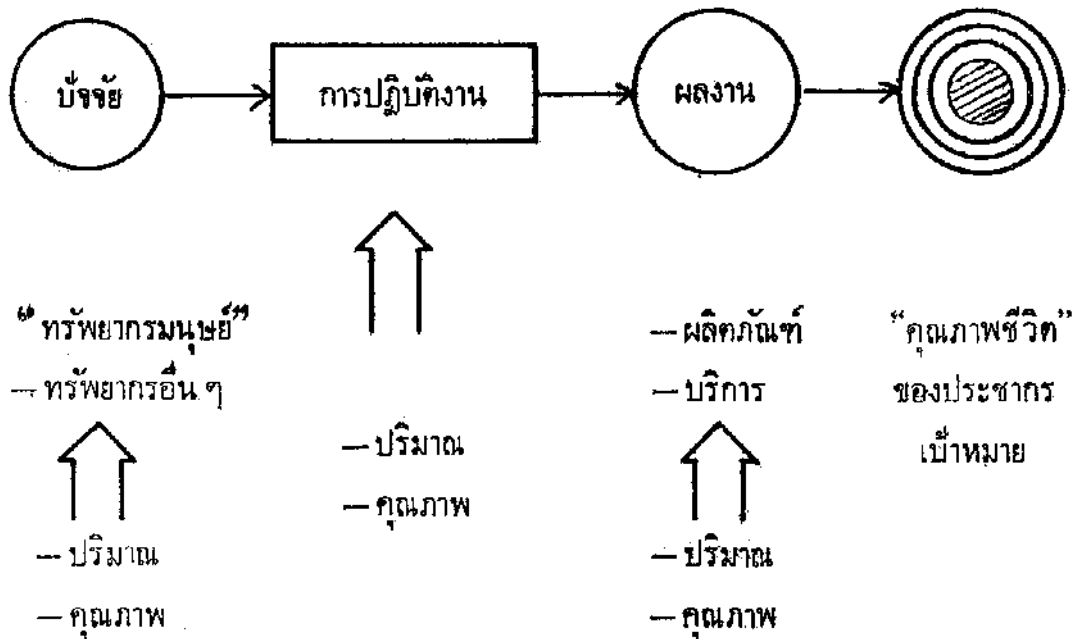 ปัจจัย
การปฏิบัติงาน
ผลงาน
“ทรัพยากรมนุษย์”
— ทรัพยากรอื่น ๆ
— ปริมาณ
— คุณภาพ
— ปริมาณ
— คุณภาพ
— ผลิตภัณฑ์
— บริการ
— ปริมาณ
— คุณภาพ
“คุณภาพชีวิต”
ของประชากร
เป้าหมาย